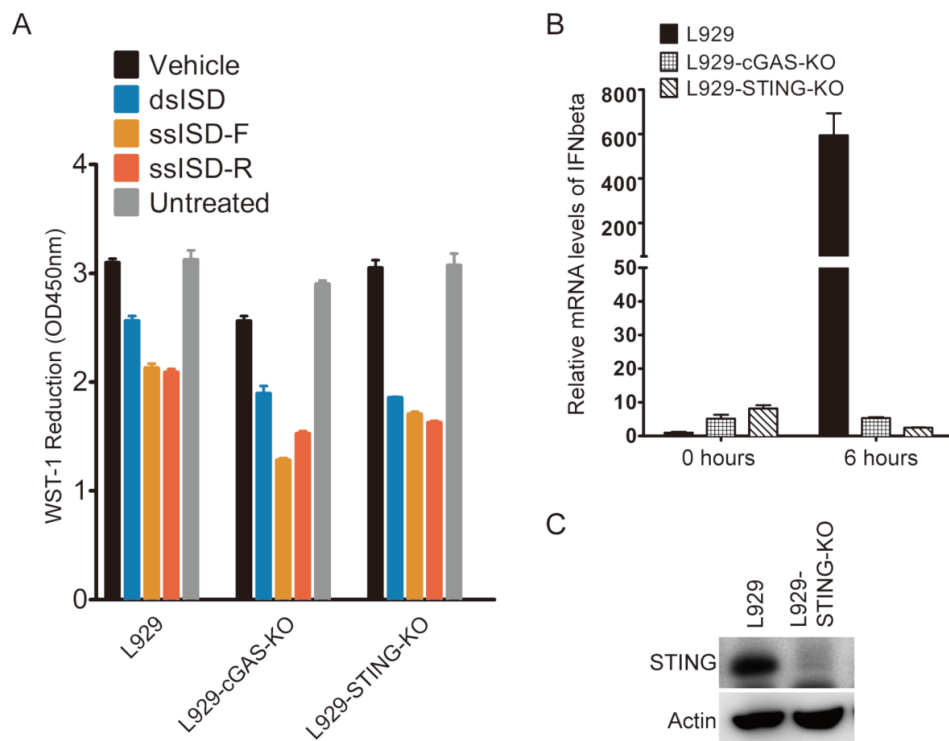 A
Vehicle
dsISD
ssISD-F
ssISD-R
Untreated
WST-1 Reduction (OD450nm)
4
3
2
1
0
L929
L929-cGAS-KO
L929-STING-KO
B
L929
L929-cGAS-KO
L929-STING-KO
Relative mRNA levels of IFNbeta
800
600
400
200
50
40
30
20
10
0
0 hours
6 hours
C
L929
L929-
STING-KO
STING
Actin